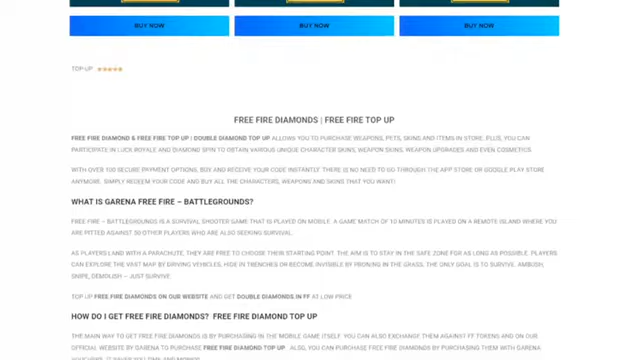 BUY NOW BUY NOW BUY NOW
TOP UP
FREE FIRE DIAMONDS | FREE FIRE TOP UP
FREE FIRE DIAMOND & FREE FIRE TOP UP | DOUBLE DIAMOND TOP UP ALLOWS YOU TO PURCHASE WEAPONS, PETS, SKINS AND ITEMS IN STORE. PLUS, YOU CAN
PARTICIPATE IN LUCK ROYALE AND DIAMOND SPIN TO OBTAIN VARIOUS UNIQUE CHARACTER SKINS, WEAPON SKINS, WEAPON UPGRADES AND EVEN COSMETICS.
WITH OVER 100 SECURE PAYMENT OPTIONS, BUY AND RECEIVE YOUR CODE INSTANTLY. THERE IS NO NEED TO GO THROUGH THE APP STORE OR GOOGLE PLAY STORE
ANYMORE. SIMPLY REDEEM YOUR CODE AND BUY ALL THE CHARACTERS, WEAPONS AND SKINS THAT YOU WANT!
WHAT IS GARENA FREE FIRE – BATTLEGROUNDS?
FREE FIRE – BATTLEGROUNDS IS A SURVIVAL SHOOTER GAME THAT IS PLAYED ON MOBILE. A GAME MATCH OF 10 MINUTES IS PLAYED ON A REMOTE ISLAND WHERE YOU
ARE PITTED AGAINST 50 OTHER PLAYERS WHO ARE ALSO SEEKING SURVIVAL.
AS PLAYERS LAND WITH A PARACHUTE, THEY ARE FREE TO CHOOSE THEIR STARTING POINT. THE AIM IS TO STAY IN THE SAFE ZONE FOR AS LONG AS POSSIBLE. PLAYERS
CAN EXPLORE THE VAST MAP BY DRIVING VEHICLES, HIDE IN TRENCHES OR BECOME INVISIBLE BY PRONING IN THE GRASS. THE ONLY GOAL IS TO SURVIVE. AMBUSH,
SNIPE, DEMOLISH – JUST SURVIVE.
TOP UP FREE FIRE DIAMONDS ON OUR WEBSITE AND GET DOUBLE DIAMONDS IN FF AT LOW PRICE
HOW DO I GET FREE FIRE DIAMONDS? FREE FIRE DIAMOND TOP UP
THE MAIN WAY TO GET FREE FIRE DIAMONDS IS BY PURCHASING IN THE MOBILE GAME ITSELF. YOU CAN ALSO EXCHANGE THEM AGAINST FF TOKENS AND ON OUR
OFFICIAL WEBSITE BY GARENA TO PURCHASE FREE FIRE DIAMOND TOP UP. ALSO, YOU CAN PURCHASE FREE FIRE DIAMONDS BY PURCHASING THEM WITH GARENA